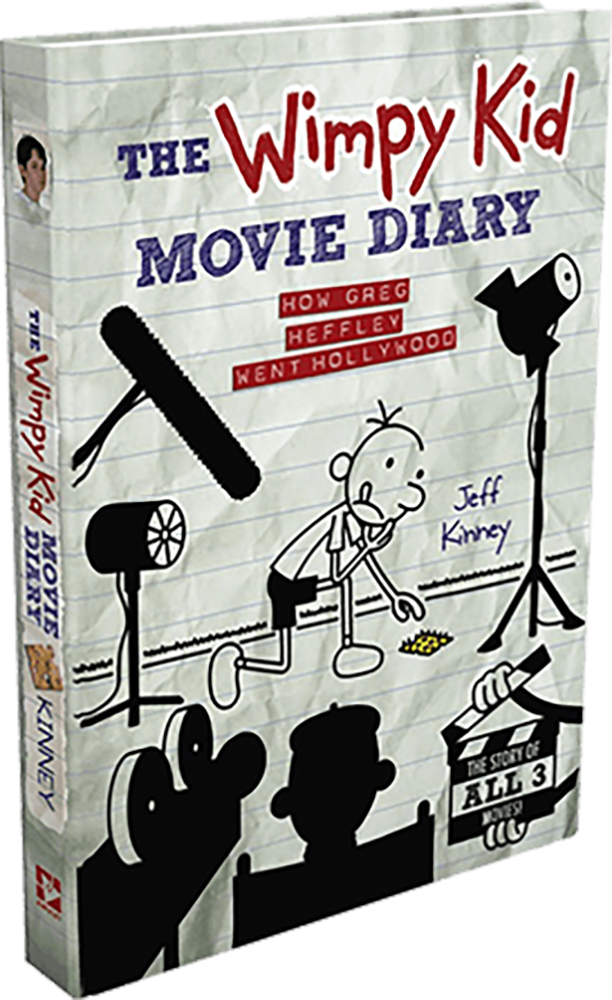 THE Wimpy Kid
MOVIE DIARY
HOW GREG
HEFFLEY
WENT HOLLYWOOD
Jeff
Kinney
THE STORY OF
ALL 3
MOVIES!
THE Wimpy Kid MOVIE
DIARY
KINNEY